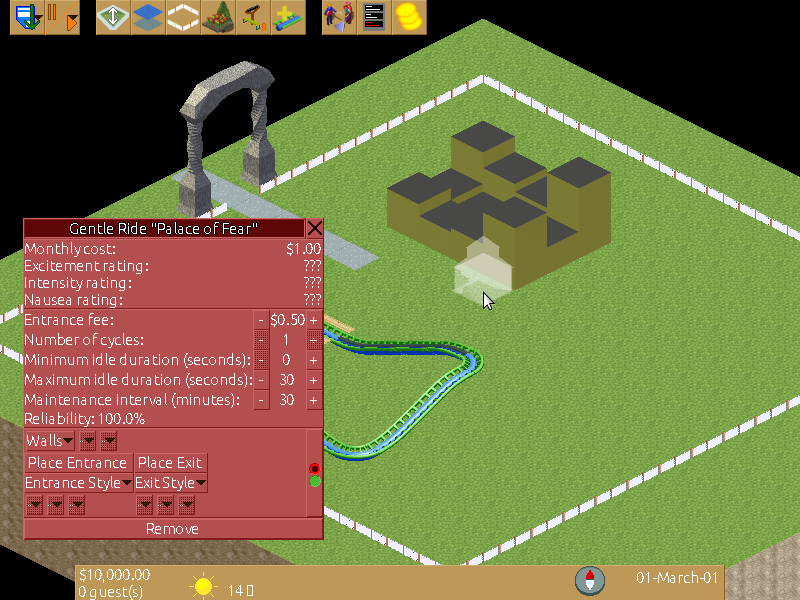 Gentle Ride "Palace of Fear"
Monthly cost: $1.00
Excitement rating: ???
Intensity rating: ???
Nausea rating: ???
Entrance fee: - $0.50 +
Number of cycles: - 1 +
Minimum idle duration (seconds): - 0 +
Maximum idle duration (seconds): - 30 +
Maintenance interval (minutes): - 30 +
Reliability: 100.0%
Walls
Place Entrance Place Exit
Entrance Style Exit Style
Remove
$10,000.00
0 guest(s)
14
01-March-01